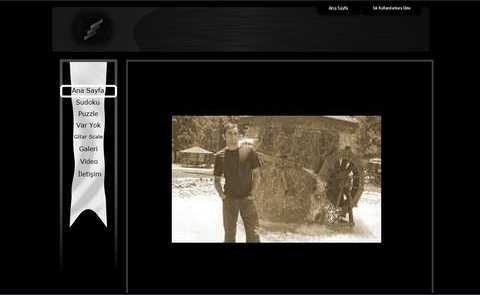 Ana Sayfa
Sık Kullanılanlara Ekle
Ana Sayfa
Sudoku
Puzzle
Var Yok
Gitar Scale
Galeri
Video
İletişim